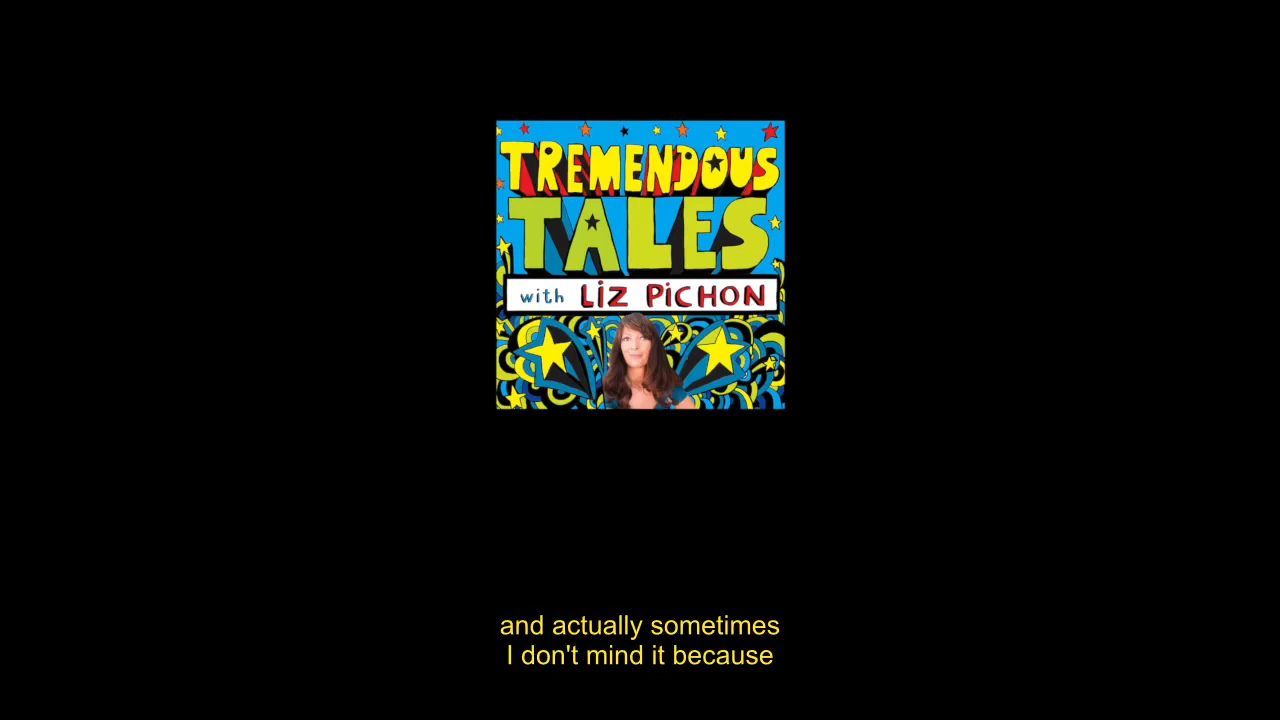 TREMENDOUS
TALES
with LIZ PiCHON
and actually sometimes
I don't mind it because